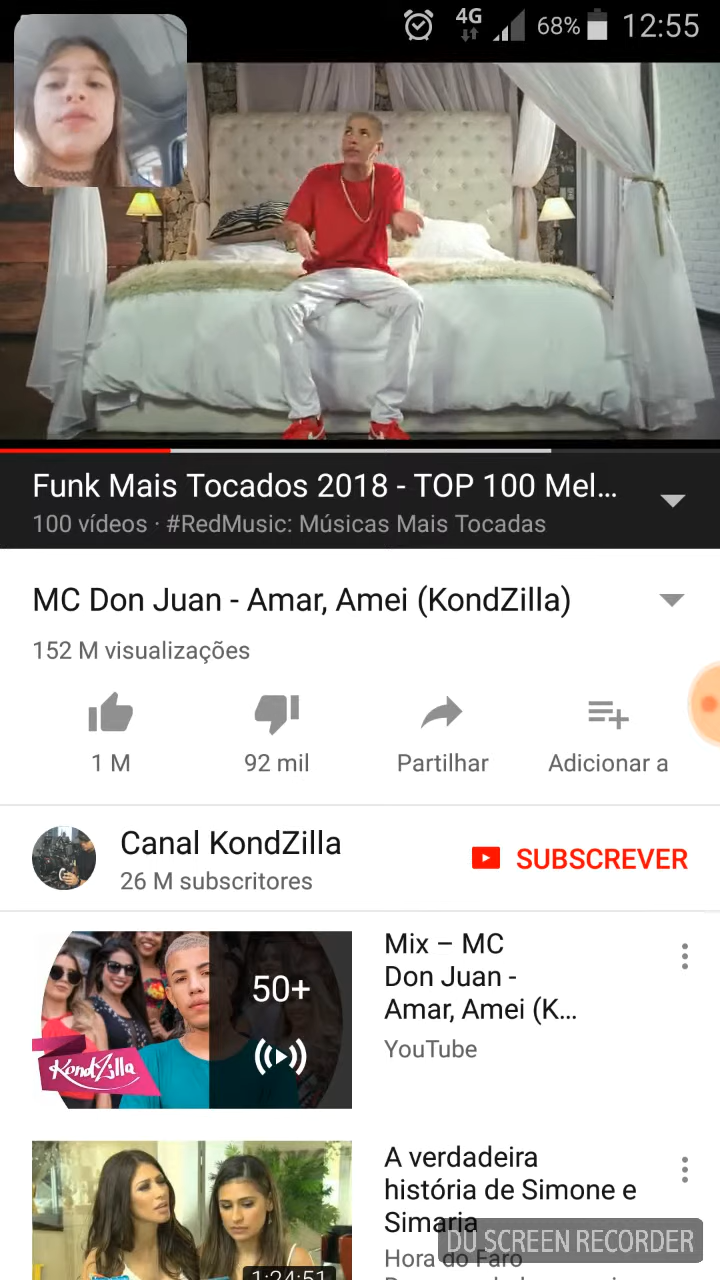 4G 68% 12:55
Funk Mais Tocados 2018 - TOP 100 Mel...
100 vídeos · #RedMusic: Músicas Mais Tocadas
MC Don Juan - Amar, Amei (KondZilla)
152 M visualizações
1 M 92 mil Partilhar Adicionar a
Canal KondZilla
26 M subscritores
SUBSCREVER
50+
KondZilla
Mix – MC
Don Juan -
Amar, Amei (K...
YouTube
1:24:51
A verdadeira
história de Simone e
Simaria
Hora do Faro
DU SCREEN RECORDER